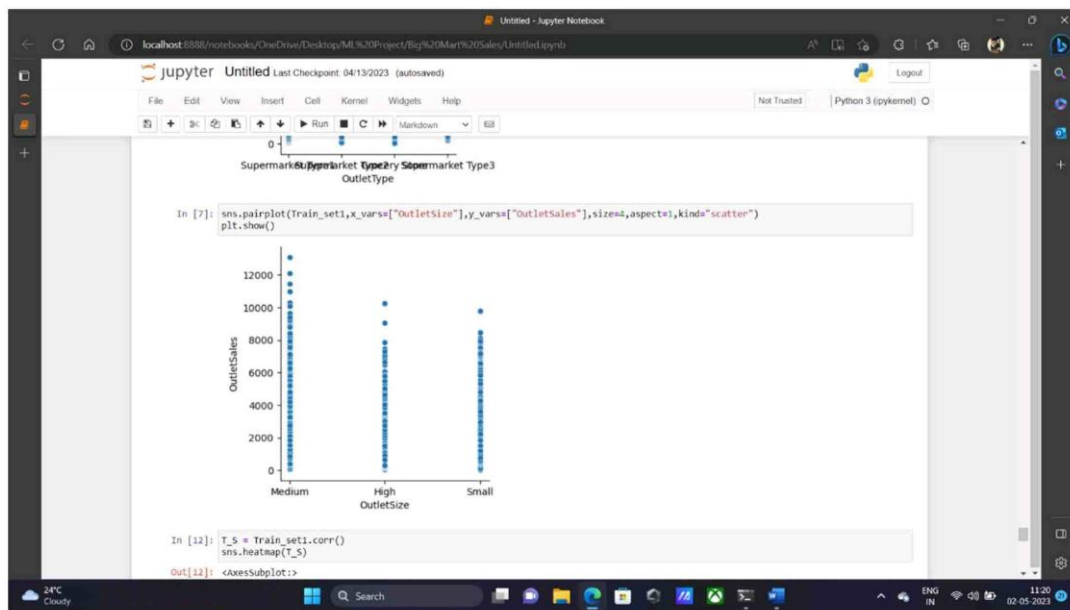 Untitled - Jupyter Notebook
localhost:8888/notebooks/OneDrive/Desktop/ML%20Project/Big%20Mart%20Sales/Untitled.ipynb
jupyter Untitled Last Checkpoint: 04/13/2023 (autosaved)
Logout
File Edit View Insert Cell Kernel Widgets Help
Not Trusted
Python 3 (ipykernel)
Run
Markdown
0
Supermarket Type3
OutletType
In [7]: sns.pairplot(Train_set1,x_vars=["OutletSize"],y_vars=["OutletSales"],size=4,aspect=1,kind="scatter")
plt.show()
12000
10000
8000
6000
4000
2000
0
OutletSales
Medium High Small
OutletSize
In [12]: T_S = Train_set1.corr()
sns.heatmap(T_S)
Out[12]: <AxesSubplot:>
24°C
Cloudy
Search
ENG
IN
11:20
02-05-2023